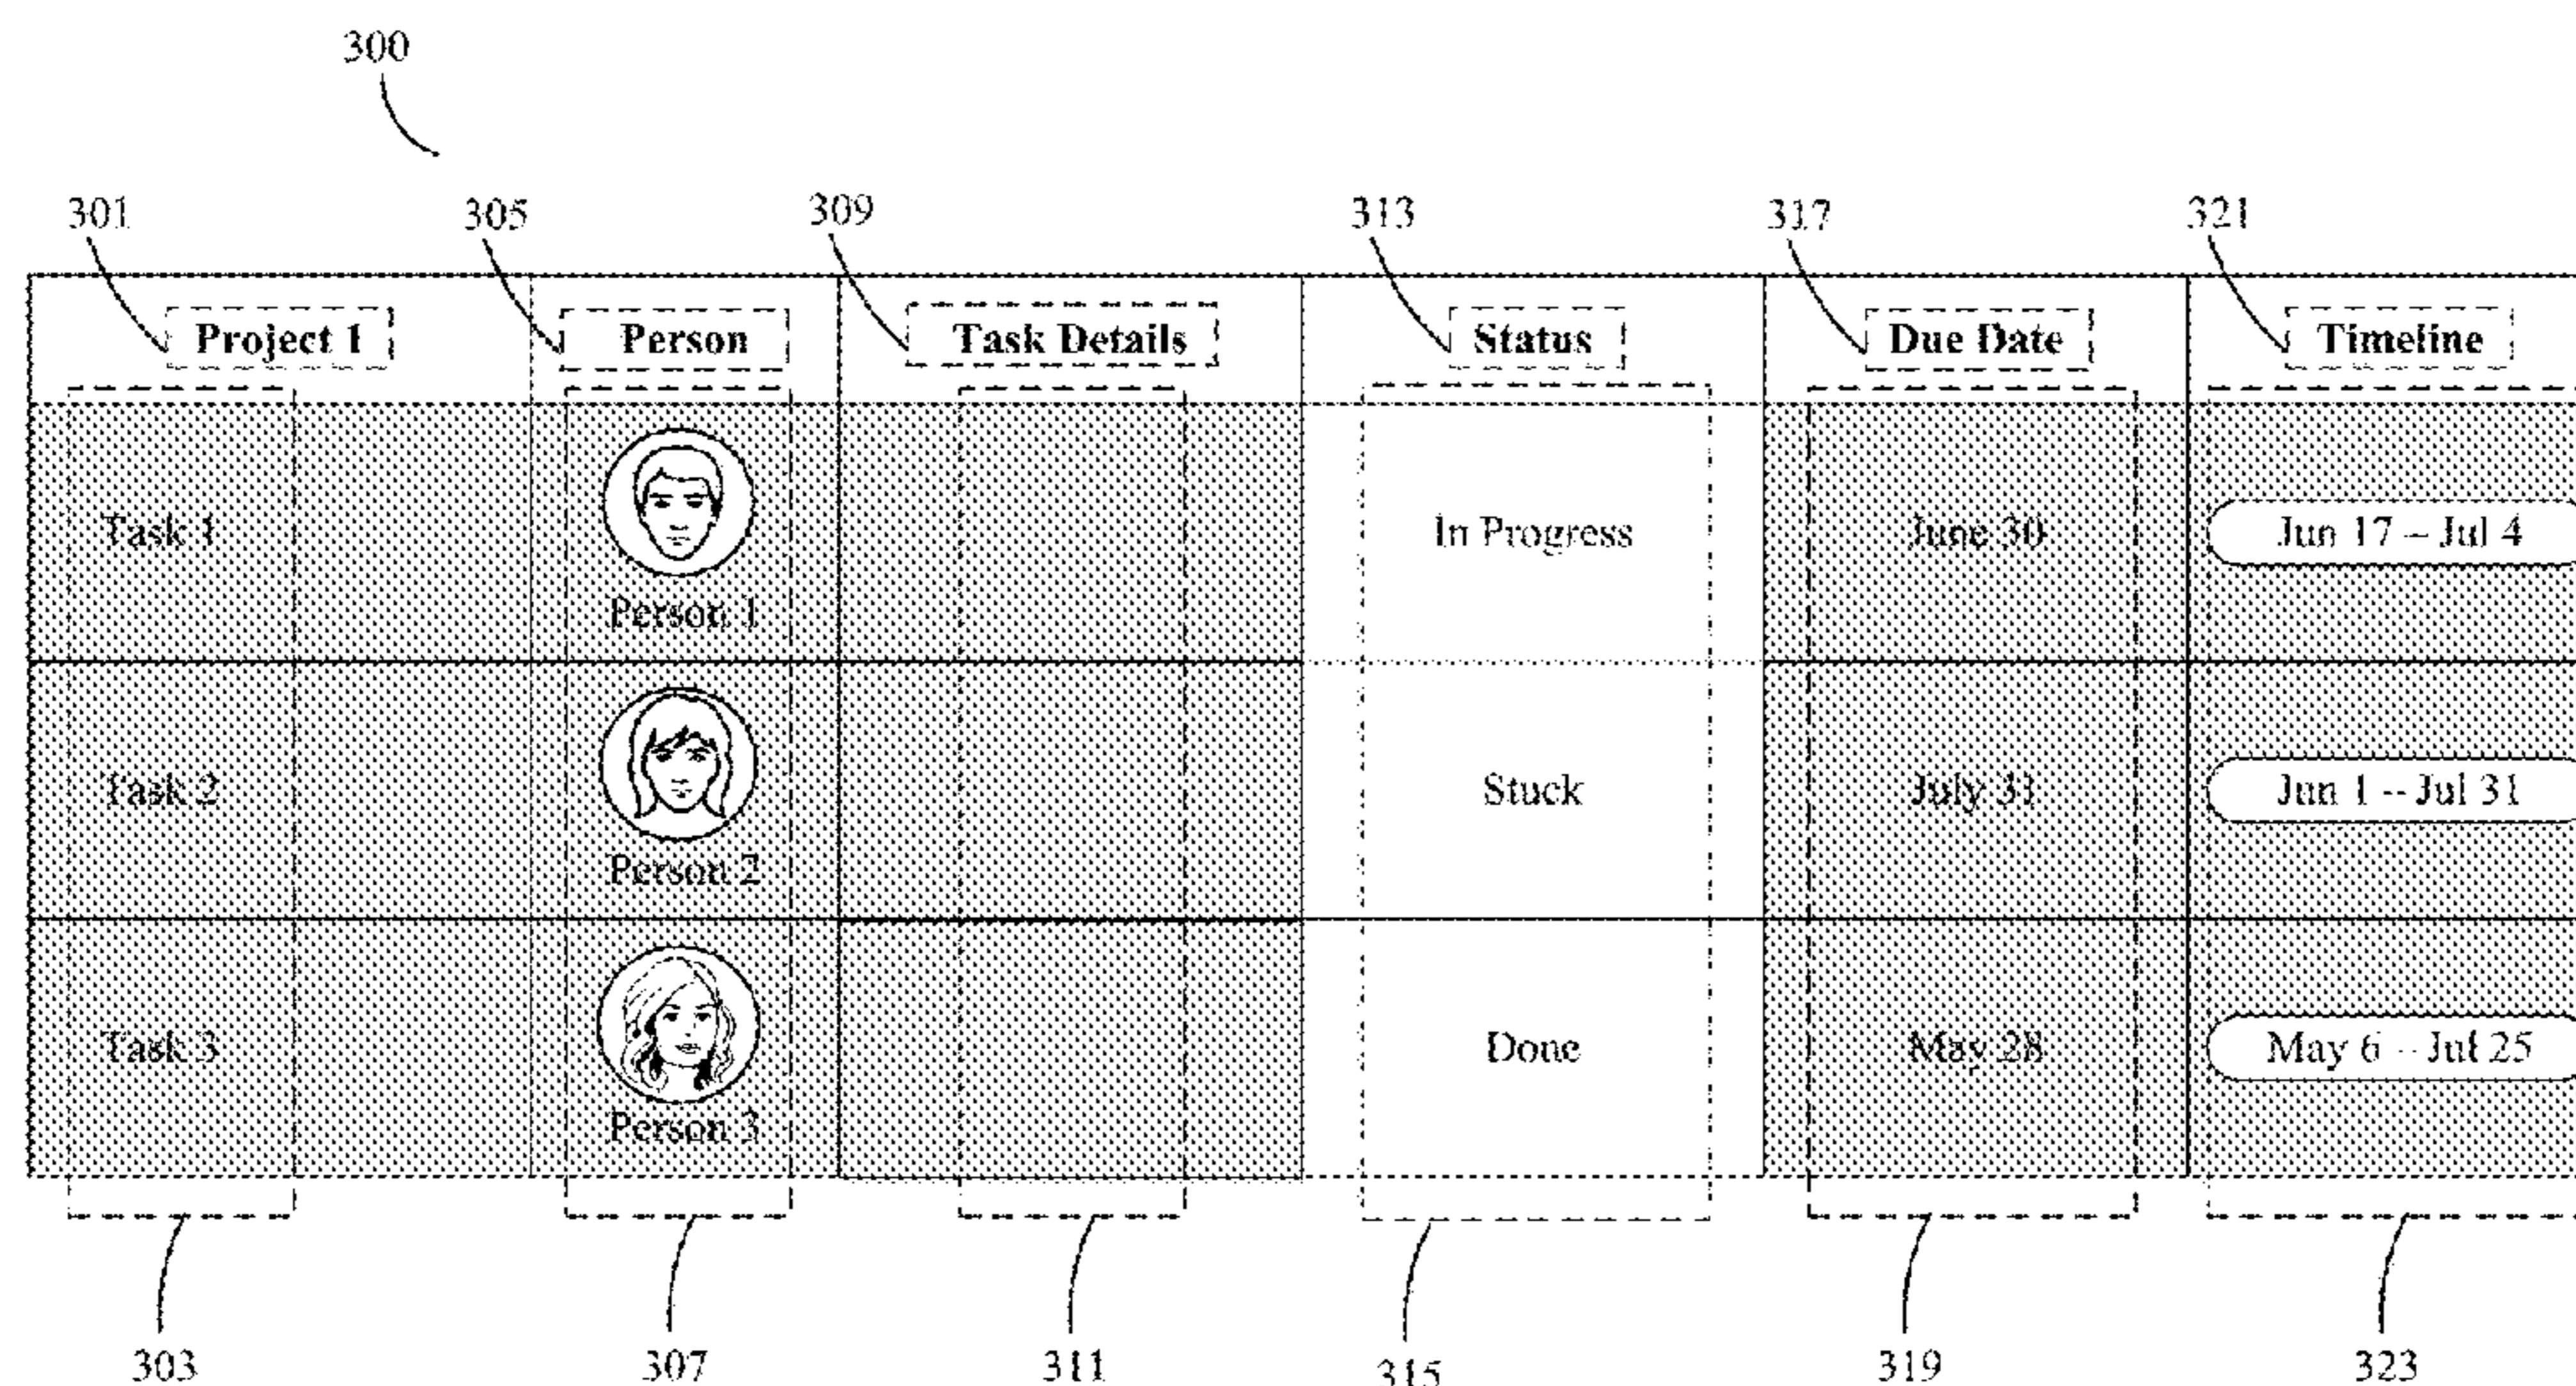 300
301 305 309 313 317 321
Project 1 Person Task Details Status Due Date Timeline
Task 1 In Progress June 30 Jun 17 – Jul 4
Person 1
Task 2 Stuck July 31 Jun 1 – Jul 31
Person 2
Task 3 Done May 28 May 6 – Jul 25
Person 3
303 307 311 315 319 323